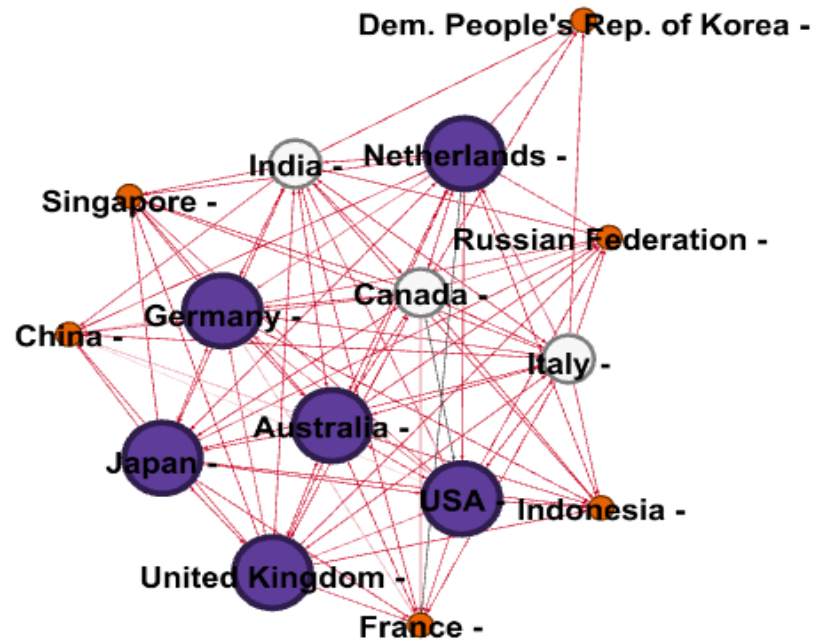 Dem. People's Rep. of Korea -
Netherlands -
India -
Singapore -
Russian Federation -
Canada -
Germany -
China -
Italy -
Australia -
Japan -
USA -
Indonesia -
United Kingdom -
France -